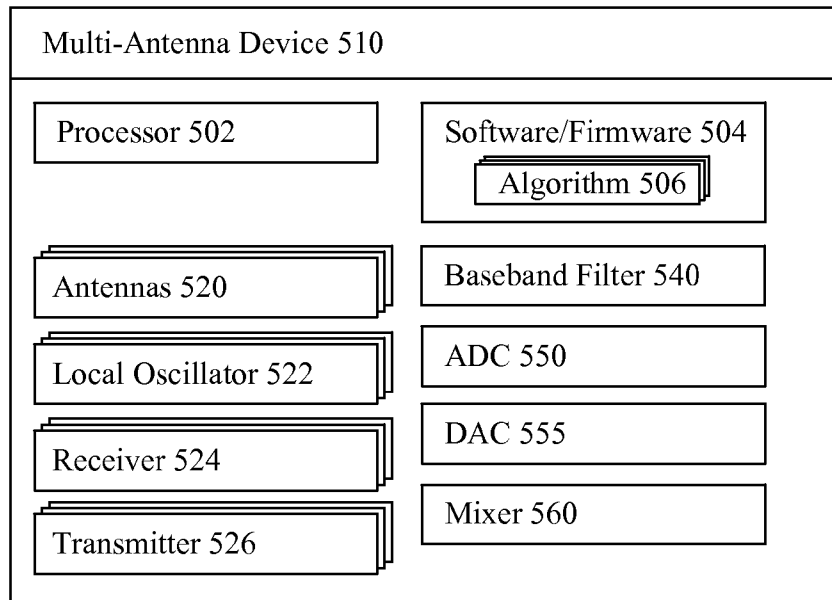 Multi-Antenna Device 510
Processor 502
Software/Firmware 504
Algorithm 506
Antennas 520
Baseband Filter 540
Local Oscillator 522
ADC 550
Receiver 524
DAC 555
Transmitter 526
Mixer 560